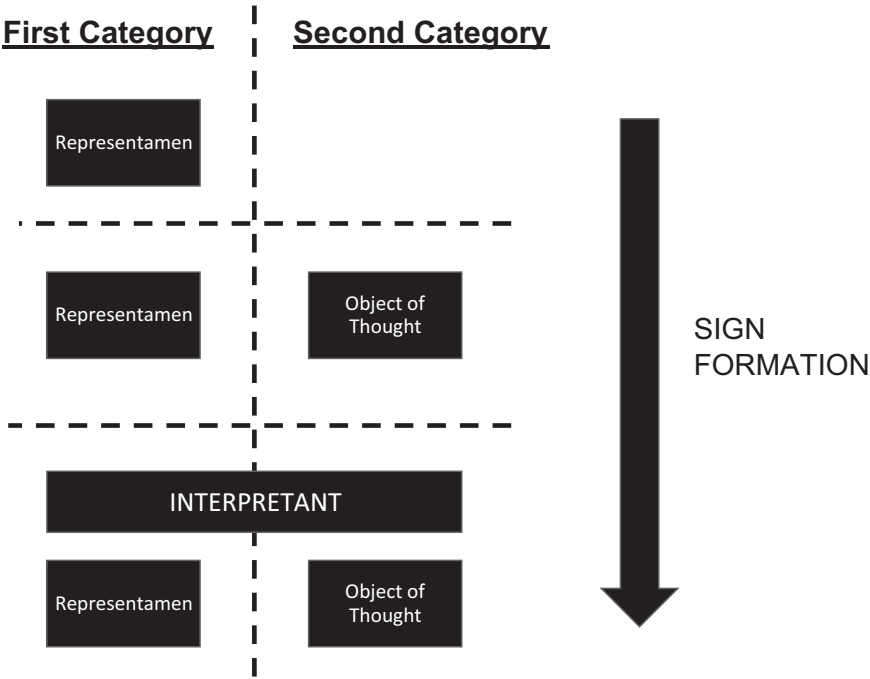 First Category
Second Category
Representamen
Representamen
Object of
Thought
SIGN
FORMATION
INTERPRETANT
Representamen
Object of
Thought